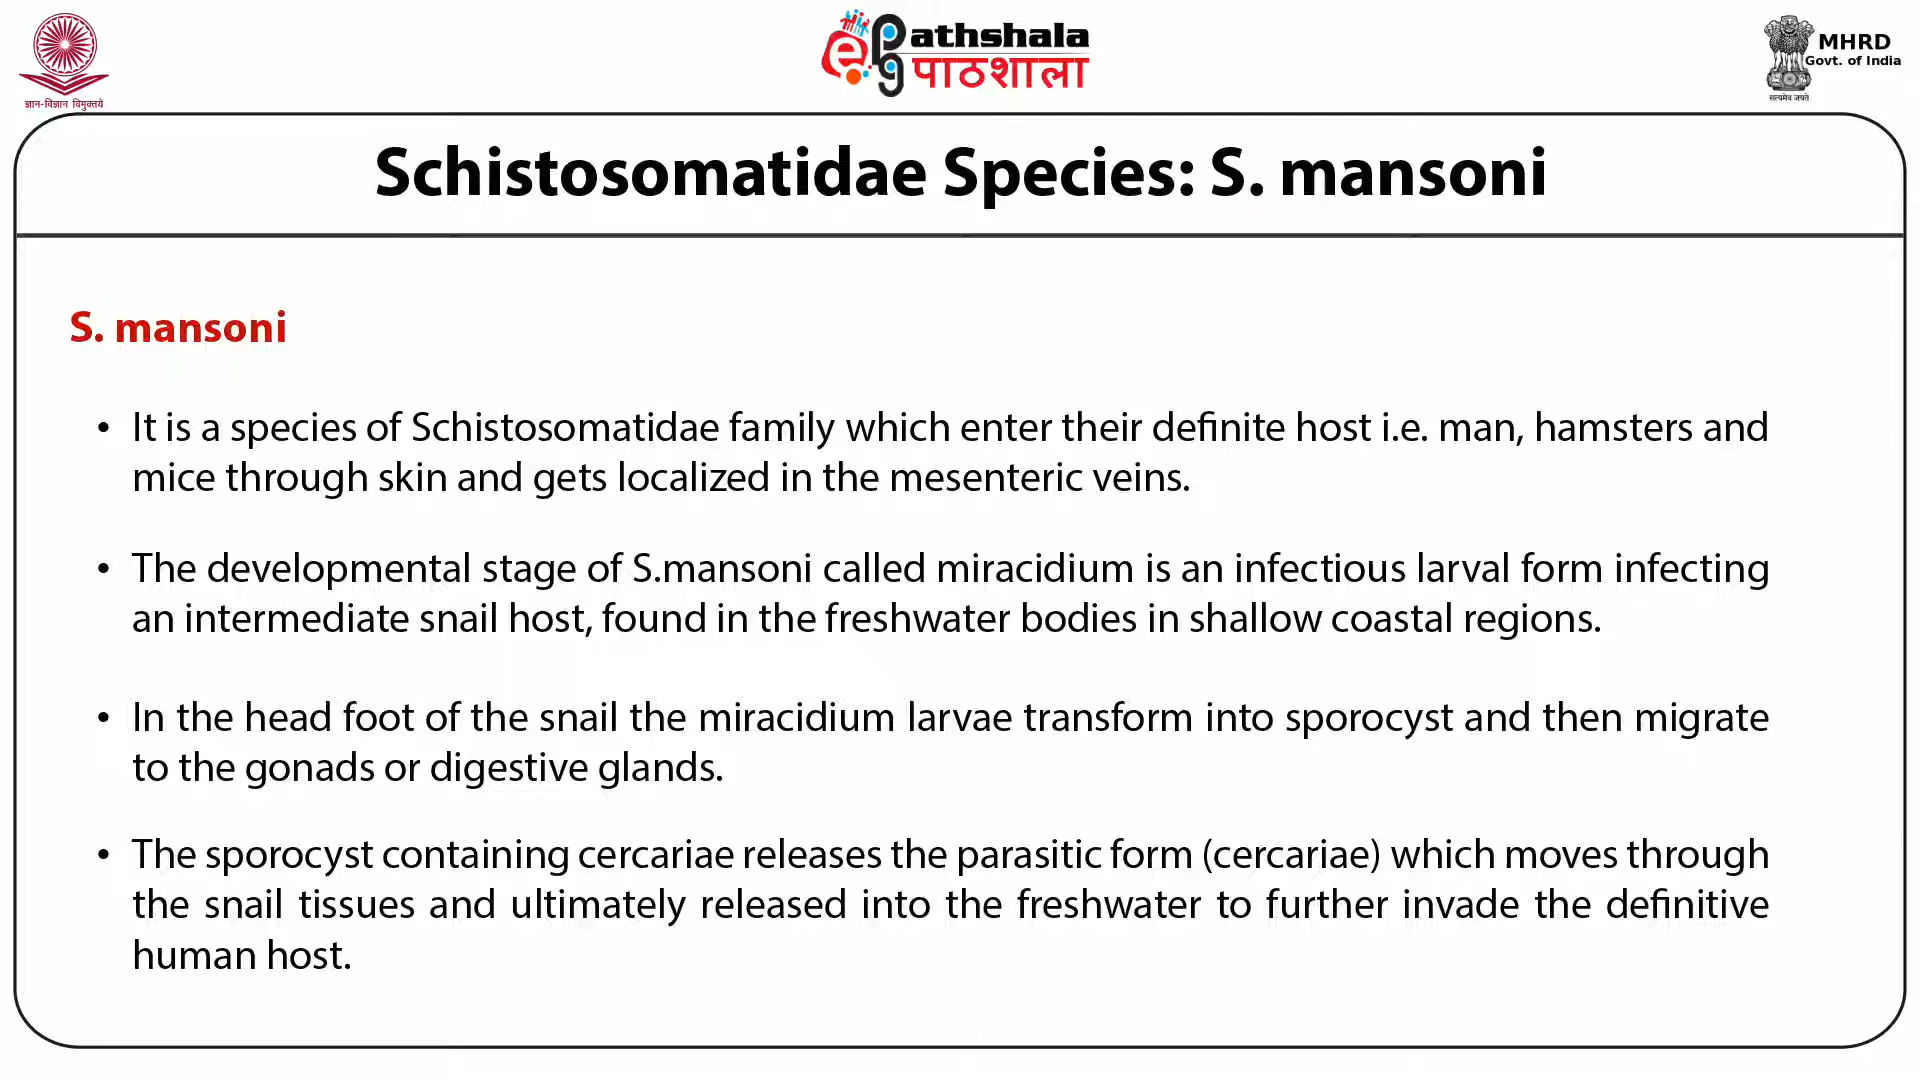 ज्ञान-विज्ञान विमुक्तये
e PG athshala
पाठशाला
MHRD
Govt. of India
सत्यमेव जयते
Schistosomatidae Species: S. mansoni
S. mansoni
• It is a species of Schistosomatidae family which enter their definite host i.e. man, hamsters and
mice through skin and gets localized in the mesenteric veins.
• The developmental stage of S.mansoni called miracidium is an infectious larval form infecting
an intermediate snail host, found in the freshwater bodies in shallow coastal regions.
• In the head foot of the snail the miracidium larvae transform into sporocyst and then migrate
to the gonads or digestive glands.
• The sporocyst containing cercariae releases the parasitic form (cercariae) which moves through
the snail tissues and ultimately released into the freshwater to further invade the definitive
human host.